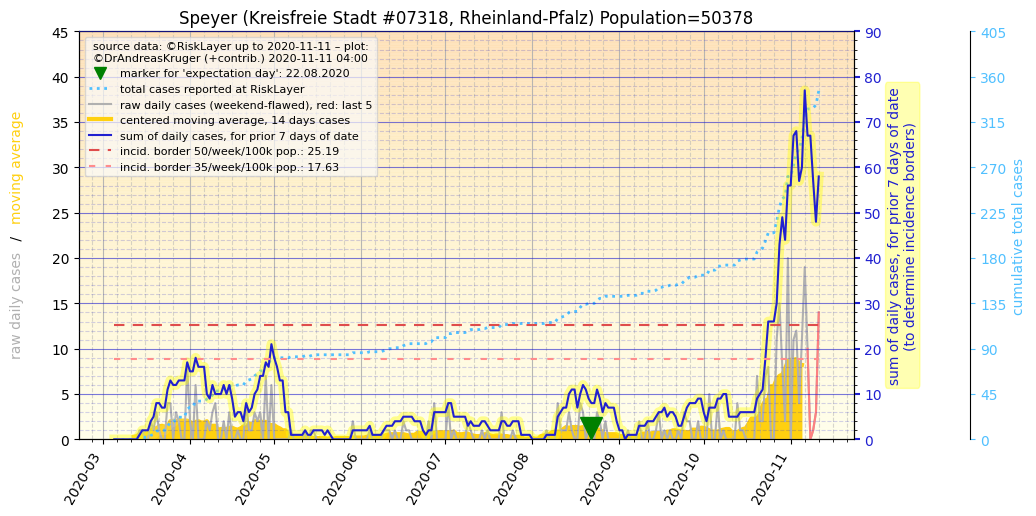 Speyer (Kreisfreie Stadt #07318, Rheinland-Pfalz) Population=50378
source data: ©RiskLayer up to 2020-11-11 – plot:
©DrAndreasKruger (+contrib.) 2020-11-11 04:00
marker for 'expectation day': 22.08.2020
total cases reported at RiskLayer
raw daily cases (weekend-flawed), red: last 5
centered moving average, 14 days cases
sum of daily cases, for prior 7 days of date
incid. border 50/week/100k pop.: 25.19
incid. border 35/week/100k pop.: 17.63
raw daily cases / moving average
45
40
35
30
25
20
15
10
5
0
2020-03
2020-04
2020-05
2020-06
2020-07
2020-08
2020-09
2020-10
2020-11
90
80
70
60
50
40
30
20
10
0
sum of daily cases, for prior 7 days of date
(to determine incidence borders)
405
360
315
270
225
180
135
90
45
0
cumulative total cases